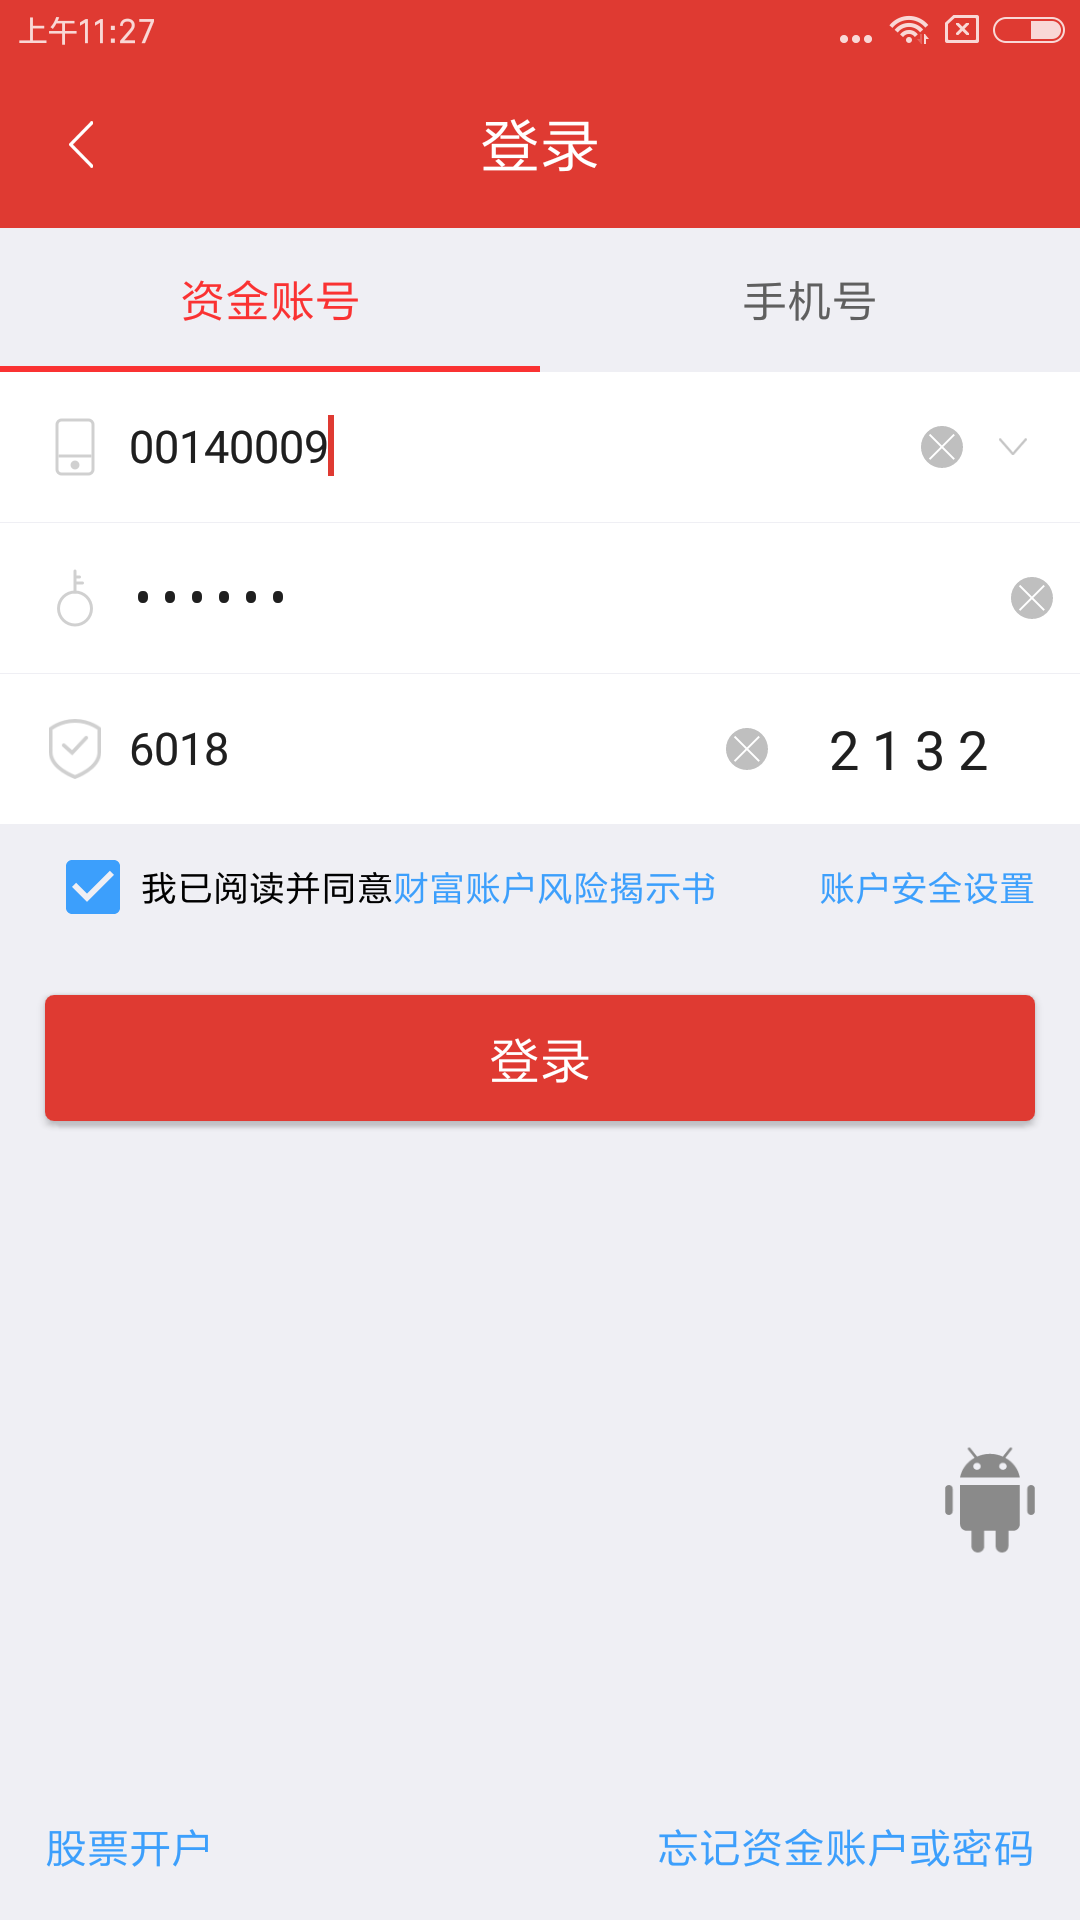 上午11:27
登录
资金账号 手机号
00140009
••••••
6018 2132
我已阅读并同意财富账户风险揭示书 账户安全设置
登录
股票开户 忘记资金账户或密码